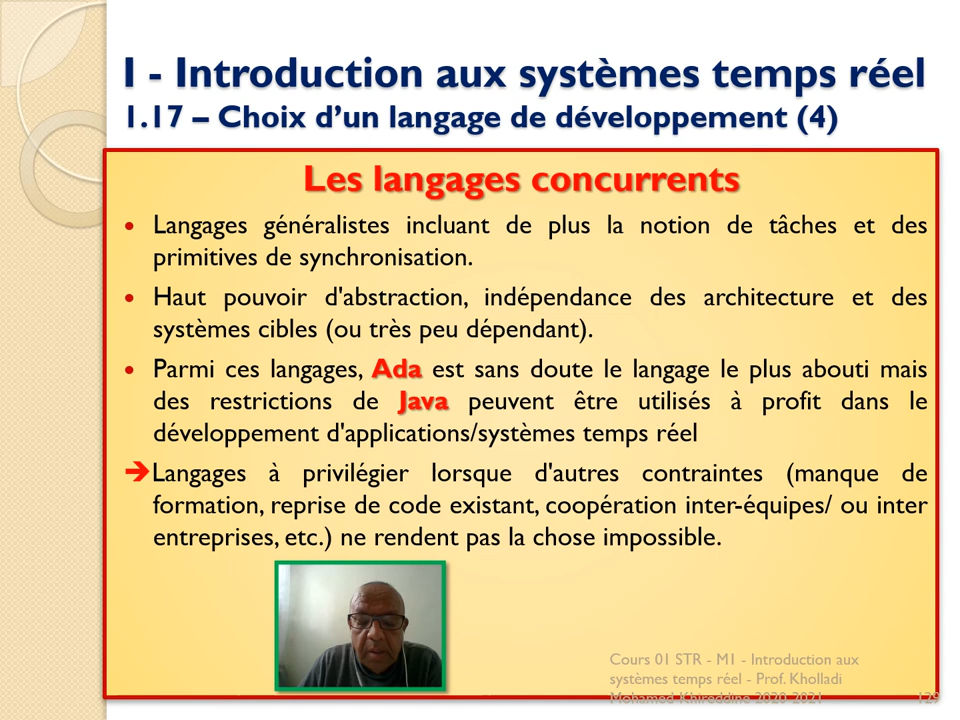 I - Introduction aux systèmes temps réel
1.17 – Choix d'un langage de développement (4)
Les langages concurrents
• Langages généralistes incluant de plus la notion de tâches et des
primitives de synchronisation.
• Haut pouvoir d'abstraction, indépendance des architecture et des
systèmes cibles (ou très peu dépendant).
• Parmi ces langages, Ada est sans doute le langage le plus abouti mais
des restrictions de Java peuvent être utilisés à profit dans le
développement d'applications/systèmes temps réel
➔Langages à privilégier lorsque d'autres contraintes (manque de
formation, reprise de code existant, coopération inter-équipes/ ou inter
entreprises, etc.) ne rendent pas la chose impossible.
Cours 01 STR - M1 - Introduction aux
systèmes temps réel - Prof. Kholladi
Mohamed Khireddine 2020-2021
129